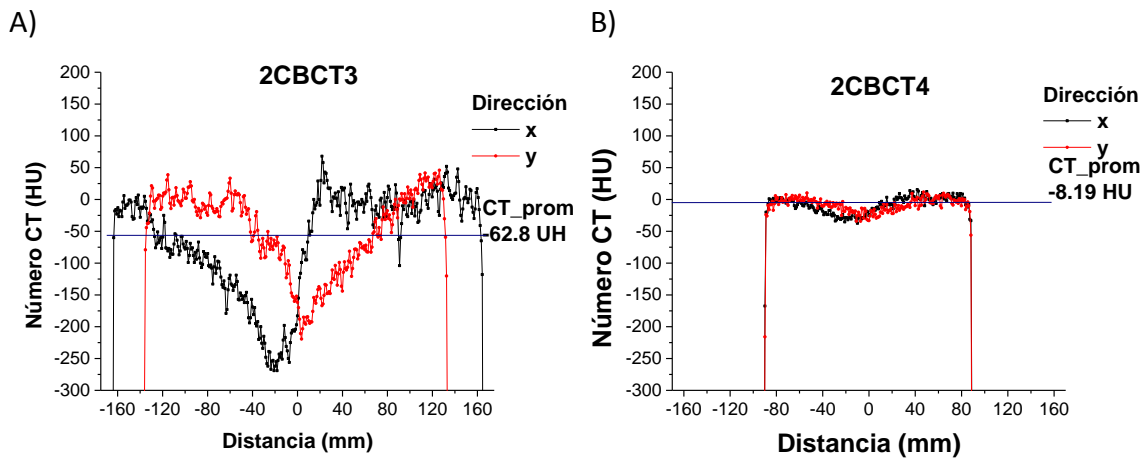 A)
2CBCT3
Dirección
x
y
CT_prom
-62.8 UH
Número CT (HU)
200
150
100
50
0
-50
-100
-150
-200
-250
-300
-160 -120 -80 -40 0 40 80 120 160
Distancia (mm)
B)
2CBCT4
Dirección
x
y
CT_prom
-8.19 HU
Número CT (HU)
200
150
100
50
0
-50
-100
-150
-200
-250
-300
-160 -120 -80 -40 0 40 80 120 160
Distancia (mm)